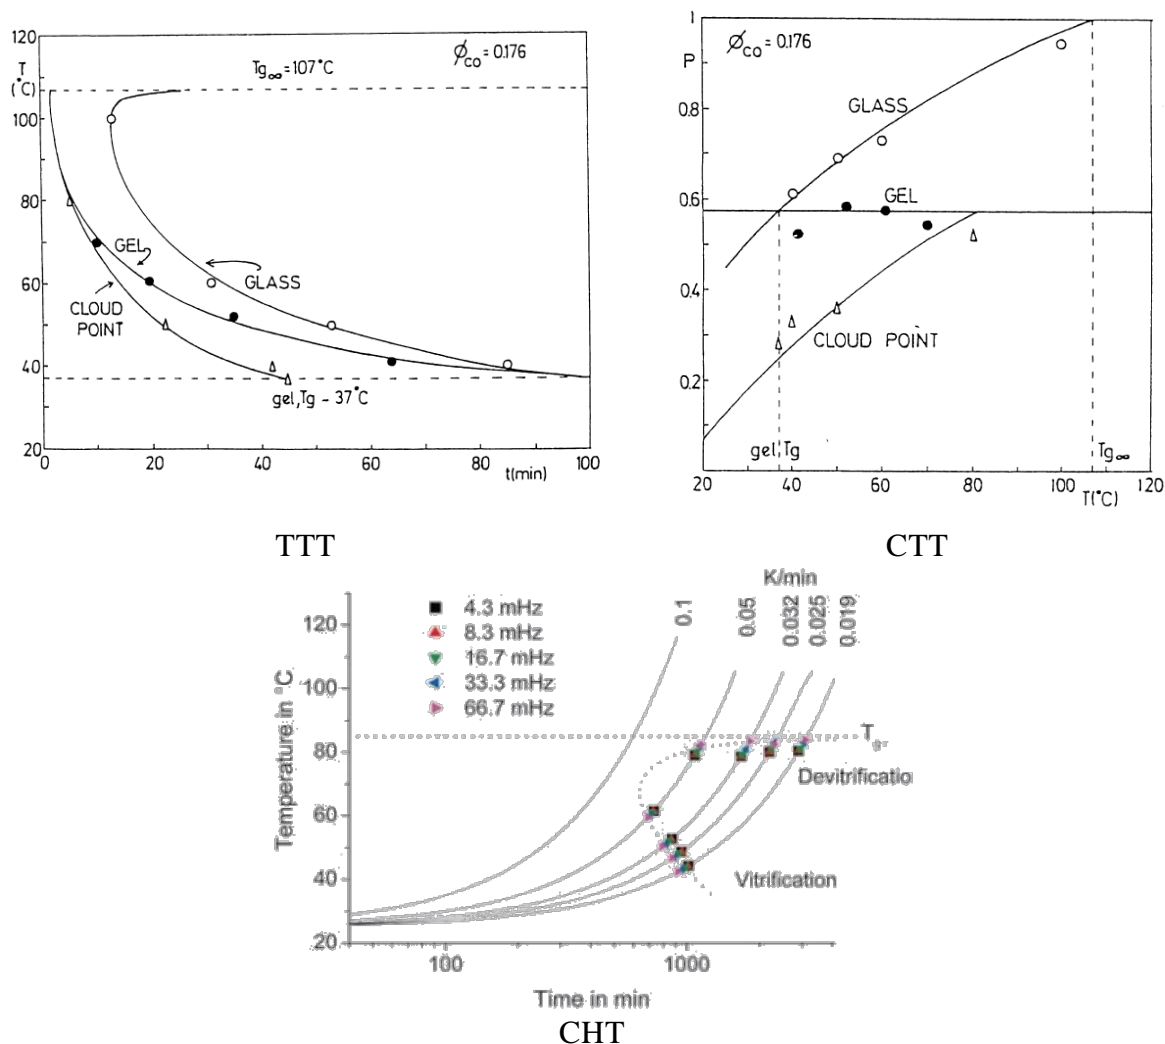 120
T
(°C)
100
80
60
40
20
0
20
40
60
80
t(min)
100
Tg∞=107°C
Øco=0.176
GEL
GLASS
CLOUD
POINT
gel,Tg - 37°C
TTT
1
P
0.8
0.6
0.4
0.2
20
40
60
80
100
T(°C)
120
Øco=0.176
GLASS
GEL
CLOUD POINT
gel,Tg
Tg∞
CTT
K/min
0.1
0.05
0.032
0.025
0.019
4.3 mHz
8.3 mHz
16.7 mHz
33.3 mHz
66.7 mHz
Temperature in °C
120
100
80
60
40
20
Devitrificatio
Vitrification
100
1000
Time in min
CHT